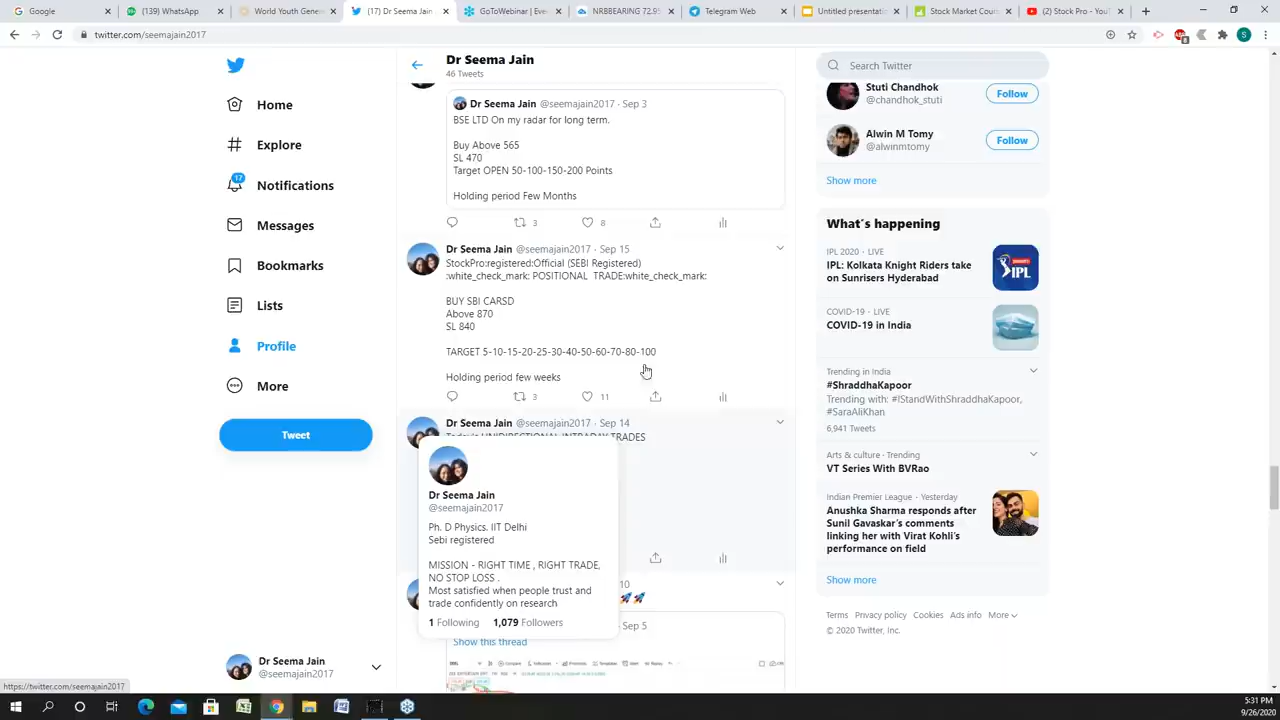 Google
(139) WhatsApp
World Youth Gene
(17) Dr Seema Jain
GoToWebinar | Eve
NRBBEARING 72.95
Telegram Web
Untitled presentatio
Stock Market Cour
(2) Stock Pro - YouT
twitter.com/seemajain2017
Home
Explore
17
Notifications
Messages
Bookmarks
Lists
Profile
More
Tweet
Dr Seema Jain
@seemajain2017
Dr Seema Jain
46 Tweets
Dr Seema Jain @seemajain2017 · Sep 3
BSE LTD On my radar for long term.
Buy Above 565
SL 470
Target OPEN 50-100-150-200 Points
Holding period Few Months
3 8
Dr Seema Jain @seemajain2017 · Sep 15
StockPro:registered:Official (SEBI Registered)
:white_check_mark: POSITIONAL TRADE:white_check_mark:
BUY SBI CARSD
Above 870
SL 840
TARGET 5-10-15-20-25-30-40-50-60-70-80-100
Holding period few weeks
3 11
Dr Seema Jain @seemajain2017 · Sep 14
Today's UNIDIRECTIONAL INTRADAY TRADES
Dr Seema Jain
@seemajain2017
Ph. D Physics. IIT Delhi
Sebi registered
MISSION - RIGHT TIME , RIGHT TRADE,
NO STOP LOSS .
Most satisfied when people trust and
trade confidently on research
1 Following 1,079 Followers
10
Sep 5
Show this thread
Search Twitter
Stuti Chandhok
@chandhok_stuti
Follow
Alwin M Tomy
@alwinmtomy
Follow
Show more
What's happening
IPL 2020 · LIVE
IPL: Kolkata Knight Riders take
on Sunrisers Hyderabad
IPL
COVID-19 · LIVE
COVID-19 in India
Trending in India
#ShraddhaKapoor
Trending with: #IStandWithShraddhaKapoor,
#SaraAliKhan
6,941 Tweets
Arts & culture · Trending
VT Series With BVRao
Indian Premier League · Yesterday
Anushka Sharma responds after
Sunil Gavaskar's comments
linking her with Virat Kohli's
performance on field
Show more
Terms Privacy policy Cookies Ads info More
© 2020 Twitter, Inc.
https://twitter.com/seemajain2017
5:31 PM
9/26/2020